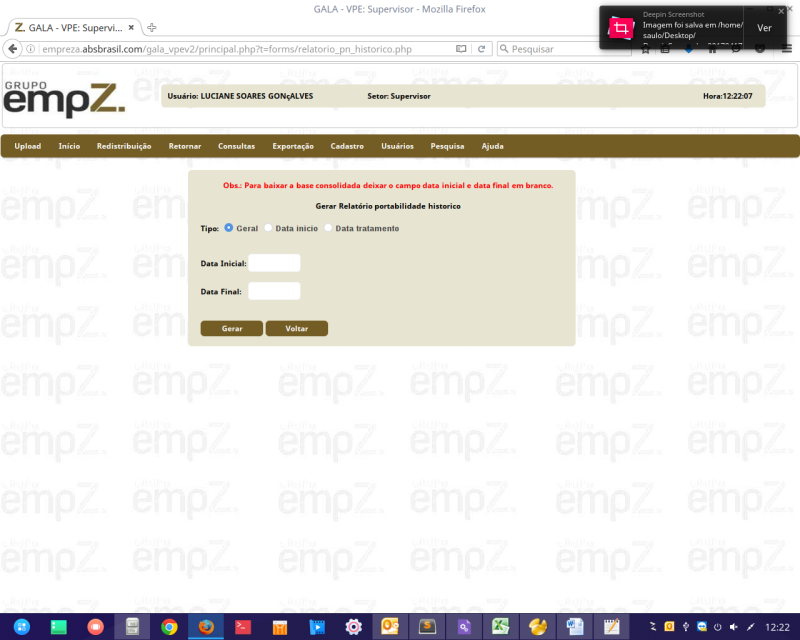 GALA - VPE: Supervisor - Mozilla Firefox
Deepin Screenshot
Imagem foi salva em /home/
saulo/Desktop/
Ver
Z. GALA - VPE: Supervi...
empreza.absbrasil.com/gala_vpev2/principal.php?t=forms/relatorio_pn_historico.php
Pesquisar
GRUPO
empZ.
Usuário: LUCIANE SOARES GONçALVES Setor: Supervisor Hora:12:22:07
Upload Início Redistribuição Retornar Consultas Exportação Cadastro Usuários Pesquisa Ajuda
Obs.: Para baixar a base consolidada deixar o campo data inicial e data final em branco.
Gerar Relatório portabilidade historico
Tipo: Geral Data inicio Data tratamento
Data Inicial:
Data Final:
Gerar Voltar
12:22